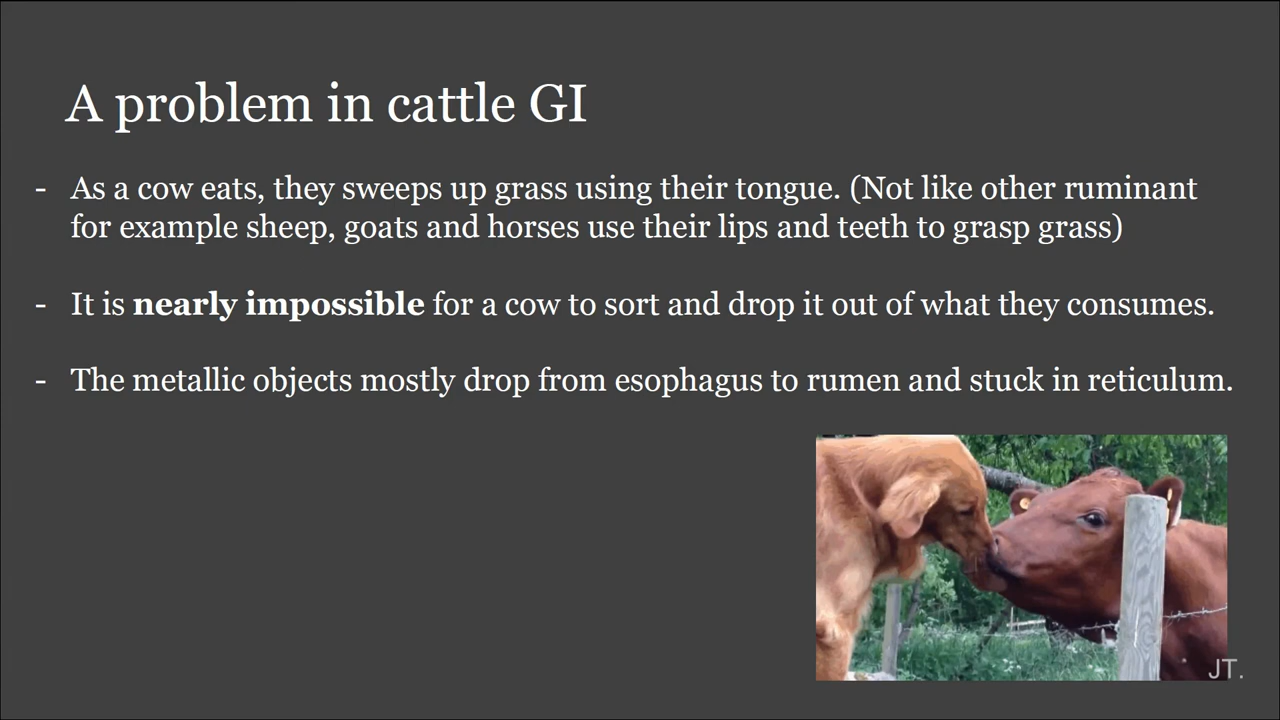 A problem in cattle GI
- As a cow eats, they sweeps up grass using their tongue. (Not like other ruminant
for example sheep, goats and horses use their lips and teeth to grasp grass)
- It is nearly impossible for a cow to sort and drop it out of what they consumes.
- The metallic objects mostly drop from esophagus to rumen and stuck in reticulum.
JT.